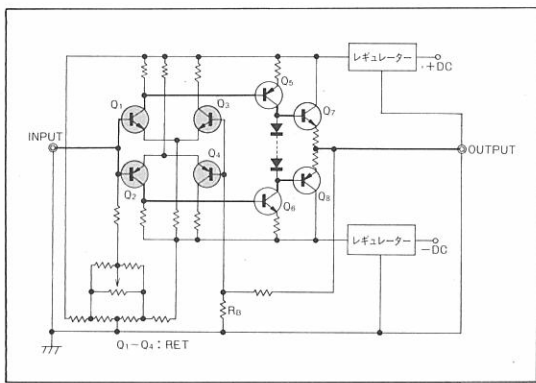 レギュレーター
+DC
Q₅
Q₁
Q₃
Q₇
INPUT
OUTPUT
Q₄
Q₂
Q₆
Q₈
レギュレーター
−DC
R_B
Q₁−Q₄：RET